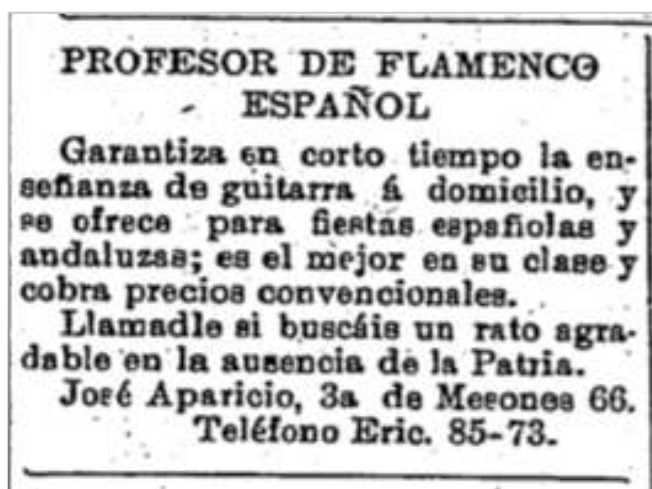 PROFESOR DE FLAMENCO
ESPAÑOL
Garantiza en corto tiempo la en-
señanza de guitarra á domicilio, y
se ofrece para fiestas españolas y
andaluzas; es el mejor en su clase y
cobra precios convencionales.
Llamadle si buscáis un rato agra-
dable en la ausencia de la Patria.
José Aparicio, 3a de Mesones 66.
Teléfono Eric. 85-73.